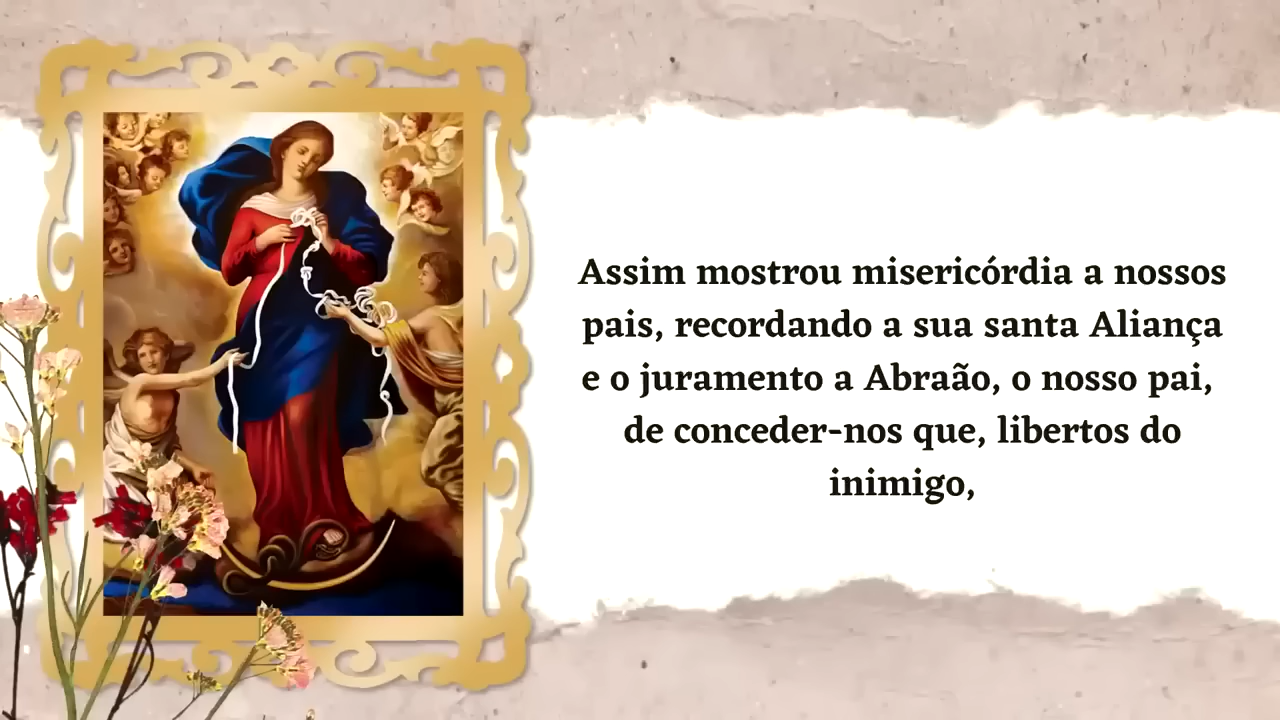 Assim mostrou misericórdia a nossos
pais, recordando a sua santa Aliança
e o juramento a Abraão, o nosso pai,
de conceder-nos que, libertos do
inimigo,